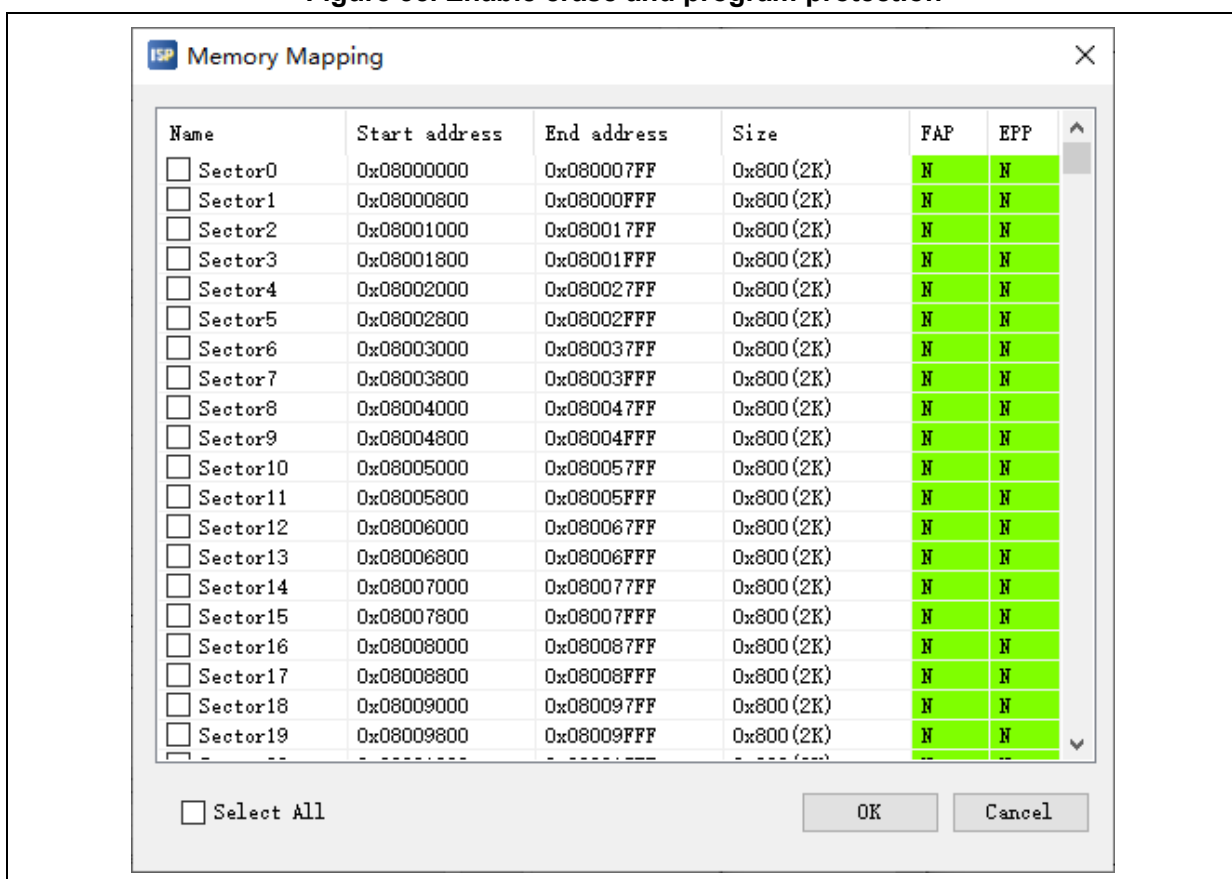 ISP Memory Mapping
Name Start address End address Size FAP EPP
Sector0 0x08000000 0x080007FF 0x800(2K) N N
Sector1 0x08000800 0x08000FFF 0x800(2K) N N
Sector2 0x08001000 0x080017FF 0x800(2K) N N
Sector3 0x08001800 0x08001FFF 0x800(2K) N N
Sector4 0x08002000 0x080027FF 0x800(2K) N N
Sector5 0x08002800 0x08002FFF 0x800(2K) N N
Sector6 0x08003000 0x080037FF 0x800(2K) N N
Sector7 0x08003800 0x08003FFF 0x800(2K) N N
Sector8 0x08004000 0x080047FF 0x800(2K) N N
Sector9 0x08004800 0x08004FFF 0x800(2K) N N
Sector10 0x08005000 0x080057FF 0x800(2K) N N
Sector11 0x08005800 0x08005FFF 0x800(2K) N N
Sector12 0x08006000 0x080067FF 0x800(2K) N N
Sector13 0x08006800 0x08006FFF 0x800(2K) N N
Sector14 0x08007000 0x080077FF 0x800(2K) N N
Sector15 0x08007800 0x08007FFF 0x800(2K) N N
Sector16 0x08008000 0x080087FF 0x800(2K) N N
Sector17 0x08008800 0x08008FFF 0x800(2K) N N
Sector18 0x08009000 0x080097FF 0x800(2K) N N
Sector19 0x08009800 0x08009FFF 0x800(2K) N N
Select All OK Cancel